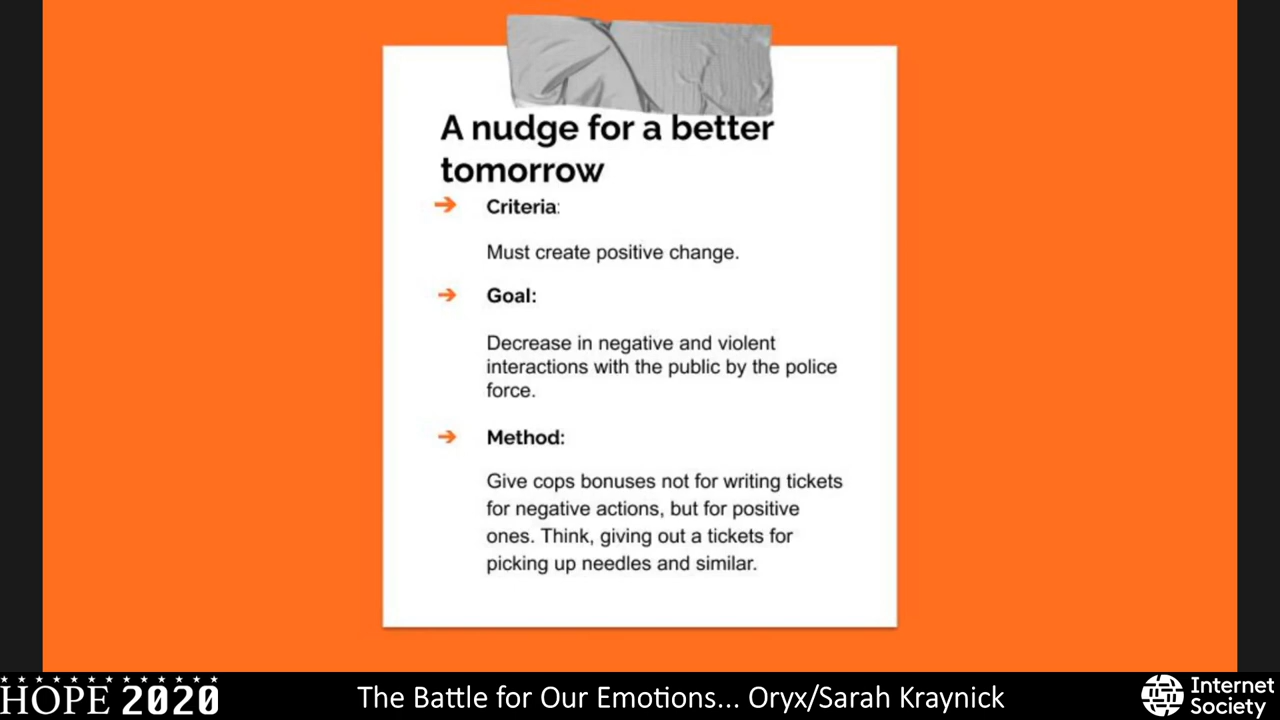 A nudge for a better
tomorrow
Criteria:
Must create positive change.
Goal:
Decrease in negative and violent
interactions with the public by the police
force.
Method:
Give cops bonuses not for writing tickets
for negative actions, but for positive
ones. Think, giving out a tickets for
picking up needles and similar.
HOPE 2020
The Battle for Our Emotions... Oryx/Sarah Kraynick
Internet
Society